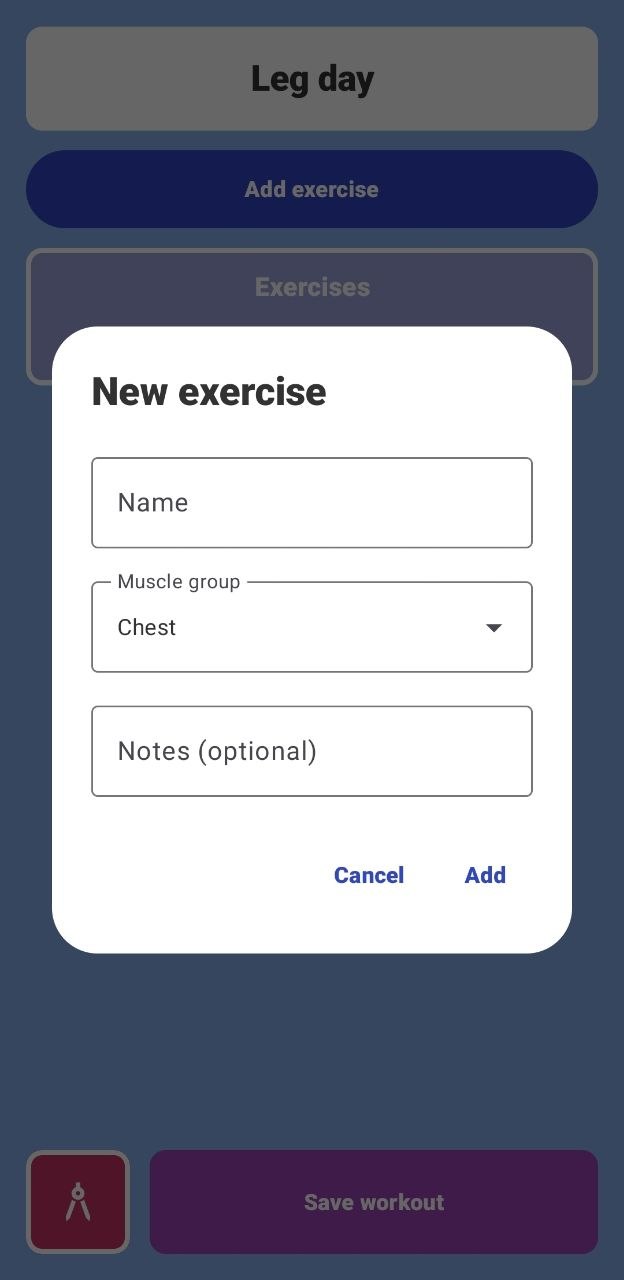 Leg day
Add exercise
Exercises
New exercise
Name
Muscle group
Chest
Notes (optional)
Cancel
Add
Save workout